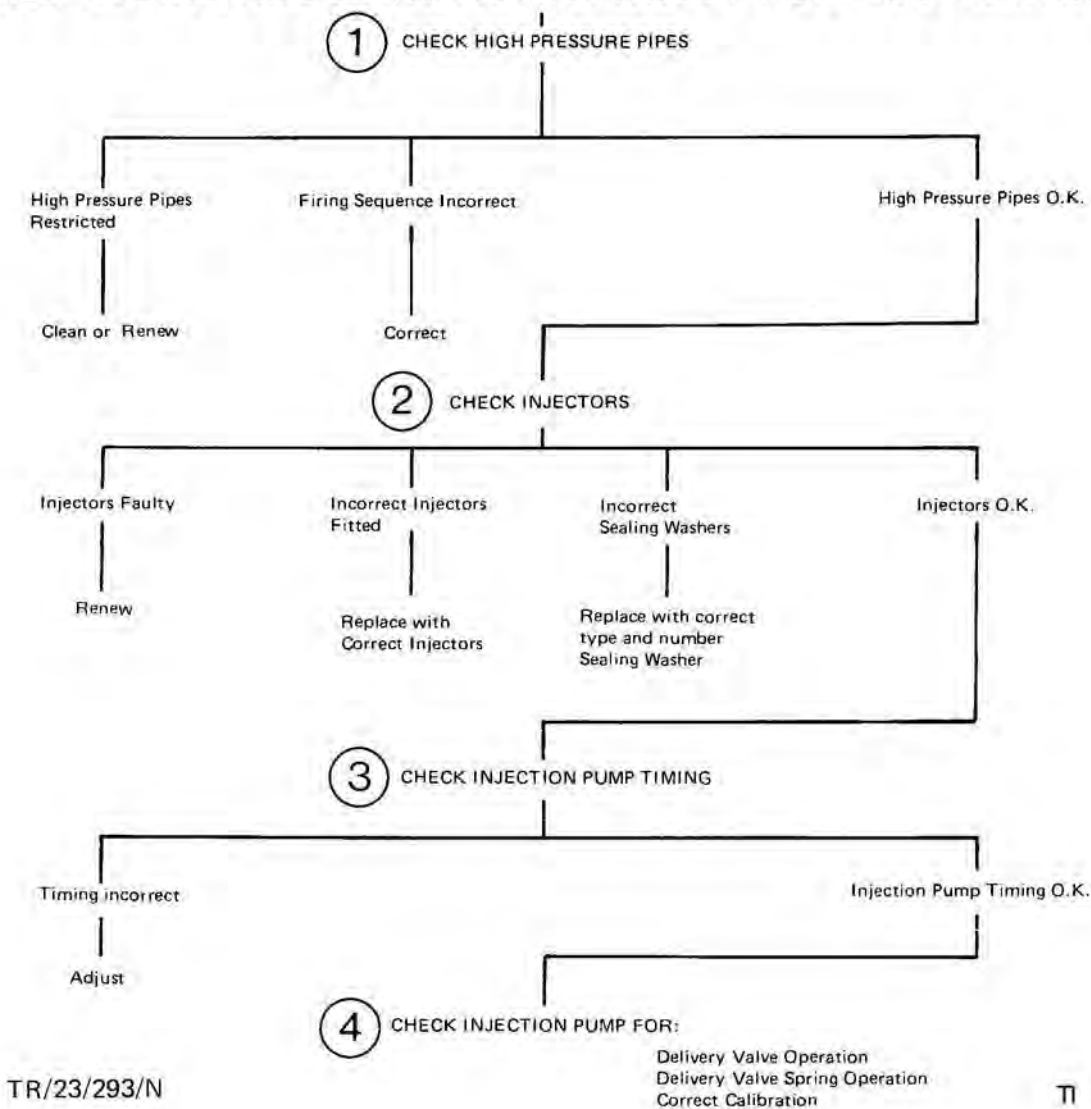 1 CHECK HIGH PRESSURE PIPES
High Pressure Pipes
Restricted
Firing Sequence Incorrect
High Pressure Pipes O.K.
Clean or Renew
Correct
2 CHECK INJECTORS
Injectors Faulty
Incorrect Injectors
Fitted
Incorrect
Sealing Washers
Injectors O.K.
Renew
Replace with
Correct Injectors
Replace with correct
type and number
Sealing Washer
3 CHECK INJECTION PUMP TIMING
Timing incorrect
Injection Pump Timing O.K.
Adjust
4 CHECK INJECTION PUMP FOR:
Delivery Valve Operation
Delivery Valve Spring Operation
Correct Calibration
TR/23/293/N
TI